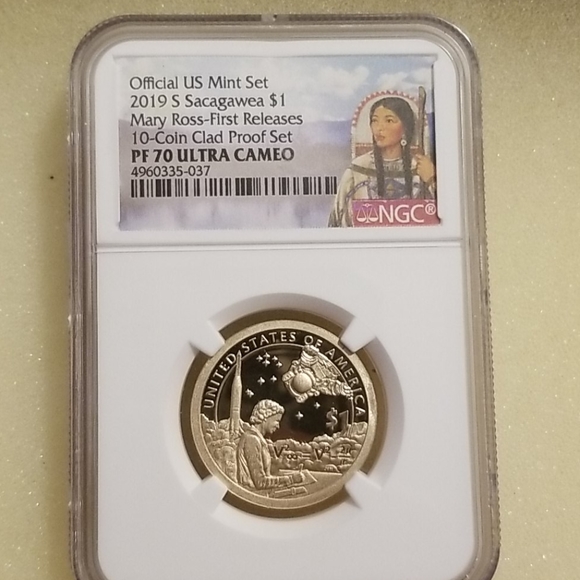 Official US Mint Set
2019 S Sacagawea $1
Mary Ross-First Releases
10-Coin Clad Proof Set
PF 70 ULTRA CAMEO
4960335-037
NGC®
UNITED STATES OF AMERICA
$1